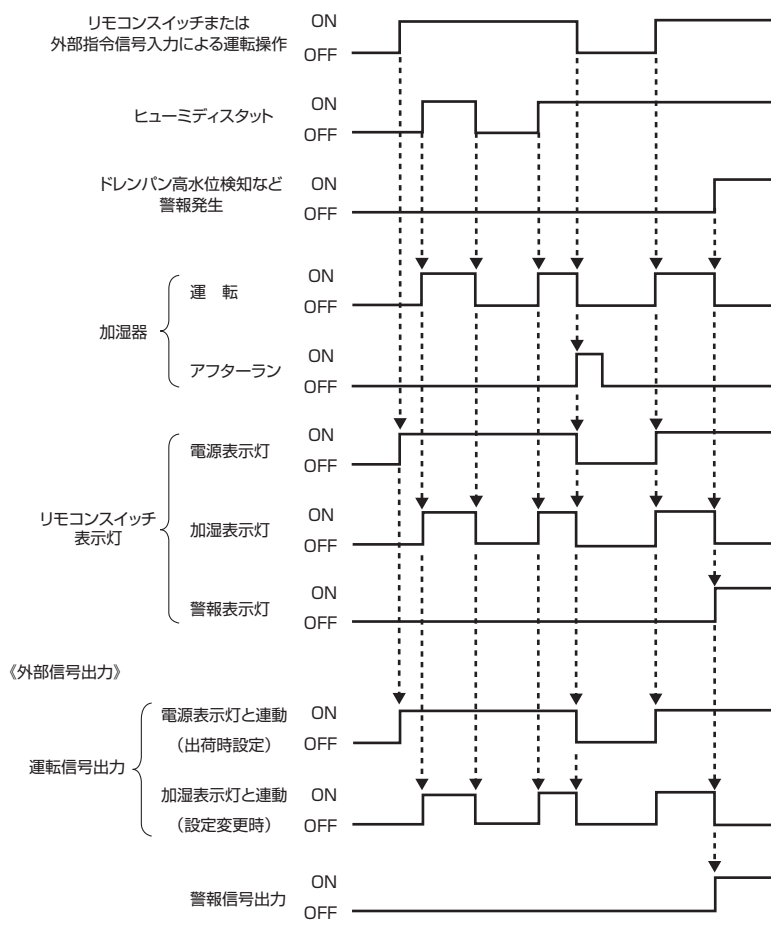 リモコンスイッチまたは
外部指令信号入力による運転操作
ON
OFF
ヒューミディスタット
ON
OFF
ドレンパン高水位検知など
警報発生
ON
OFF
加湿器
運　転
ON
OFF
アフターラン
ON
OFF
リモコンスイッチ
表示灯
電源表示灯
ON
OFF
加湿表示灯
ON
OFF
警報表示灯
ON
OFF
《外部信号出力》
運転信号出力
電源表示灯と連動
（出荷時設定）
ON
OFF
加湿表示灯と連動
（設定変更時）
ON
OFF
警報信号出力
ON
OFF